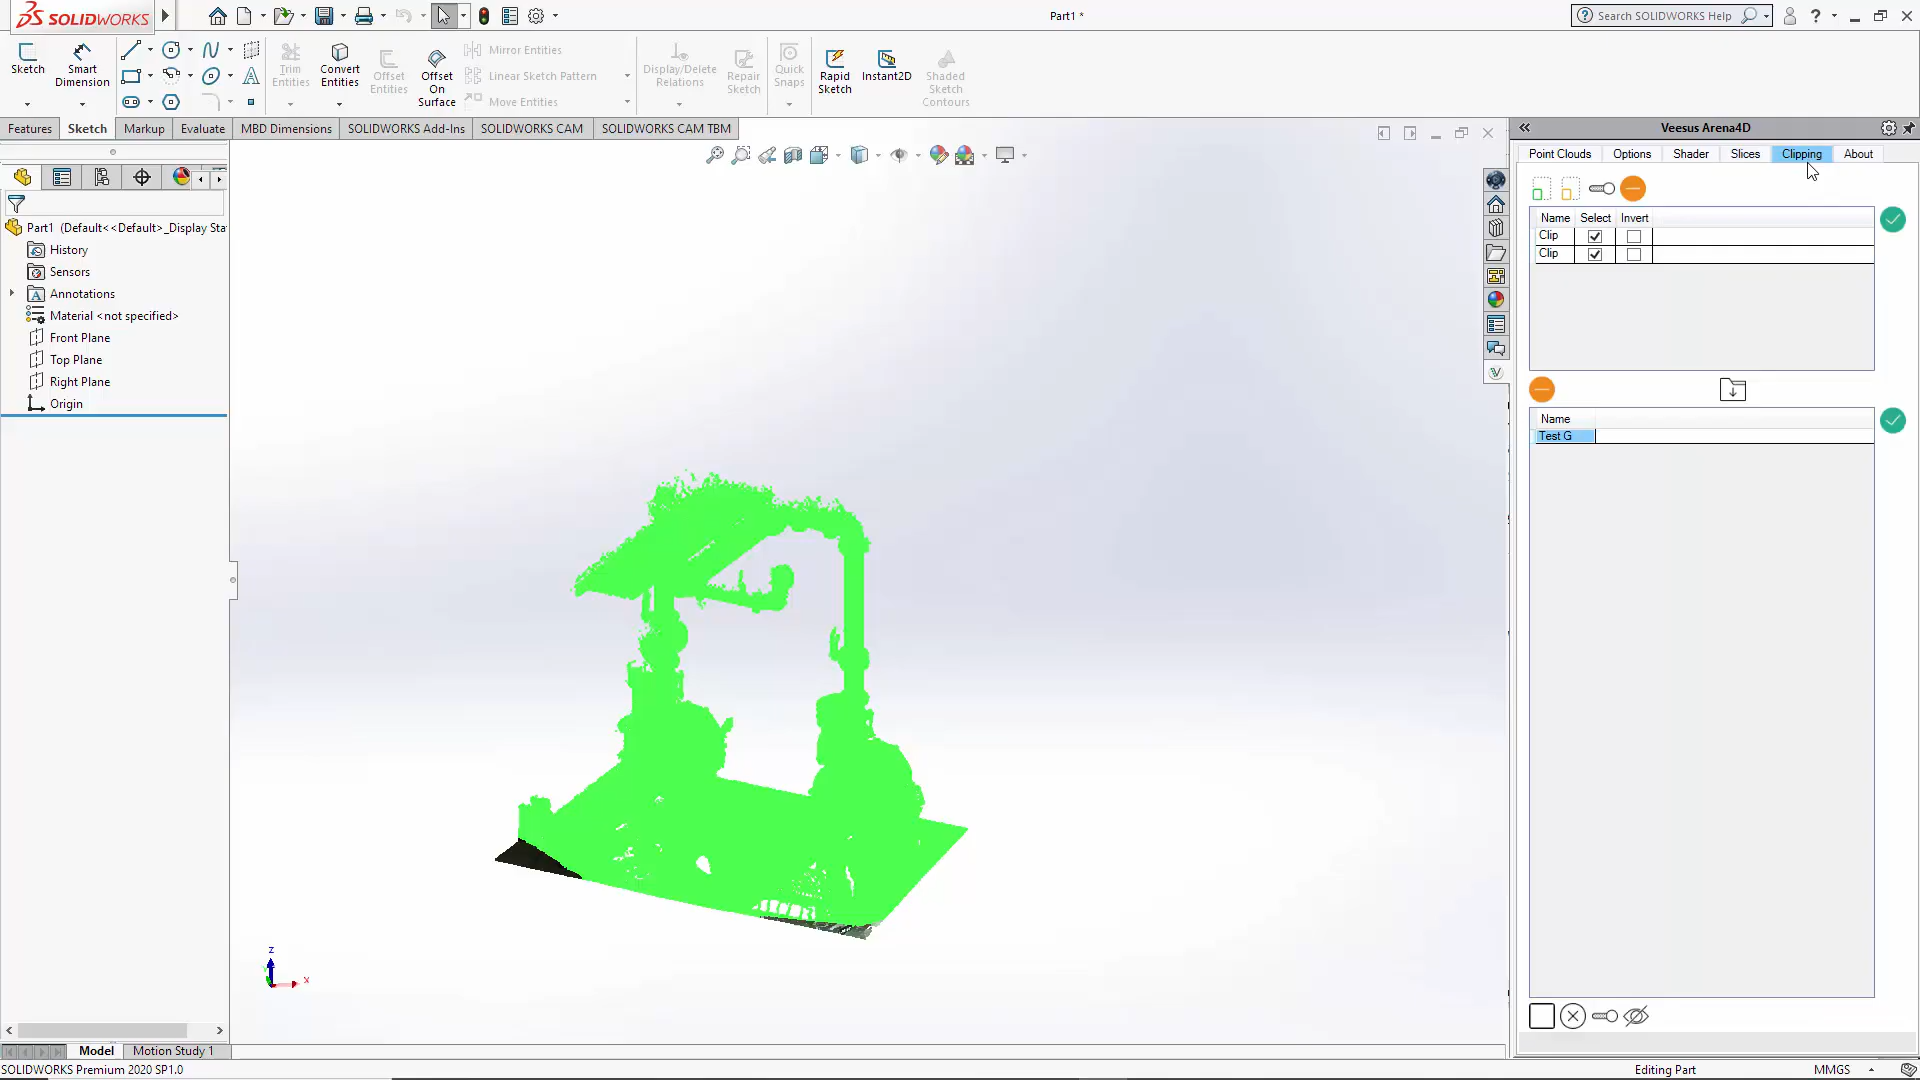 SOLIDWORKS
Part1 *
Search SOLIDWORKS Help
Sketch
Smart Dimension
Trim Entities
Convert Entities
Offset Entities
Offset On Surface
Mirror Entities
Linear Sketch Pattern
Move Entities
Display/Delete Relations
Repair Sketch
Quick Snaps
Rapid Sketch
Instant2D
Shaded Sketch Contours
Features
Sketch
Markup
Evaluate
MBD Dimensions
SOLIDWORKS Add-Ins
SOLIDWORKS CAM
SOLIDWORKS CAM TBM
Part1 (Default<<Default>_Display Sta
History
Sensors
Annotations
Material <not specified>
Front Plane
Top Plane
Right Plane
Origin
Veesus Arena4D
Point Clouds
Options
Shader
Slices
Clipping
About
Name Select Invert
Clip
Clip
Name
Test G
z
x
Model
Motion Study 1
SOLIDWORKS Premium 2020 SP1.0
Editing Part
MMGS